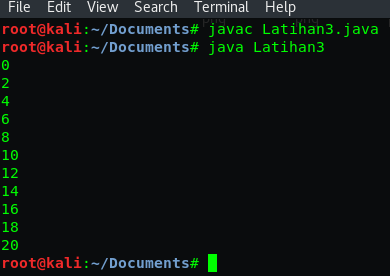 File Edit View Search Terminal Help
root@kali:~/Documents# javac Latihan3.java
root@kali:~/Documents# java Latihan3
0
2
4
6
8
10
12
14
16
18
20
root@kali:~/Documents#